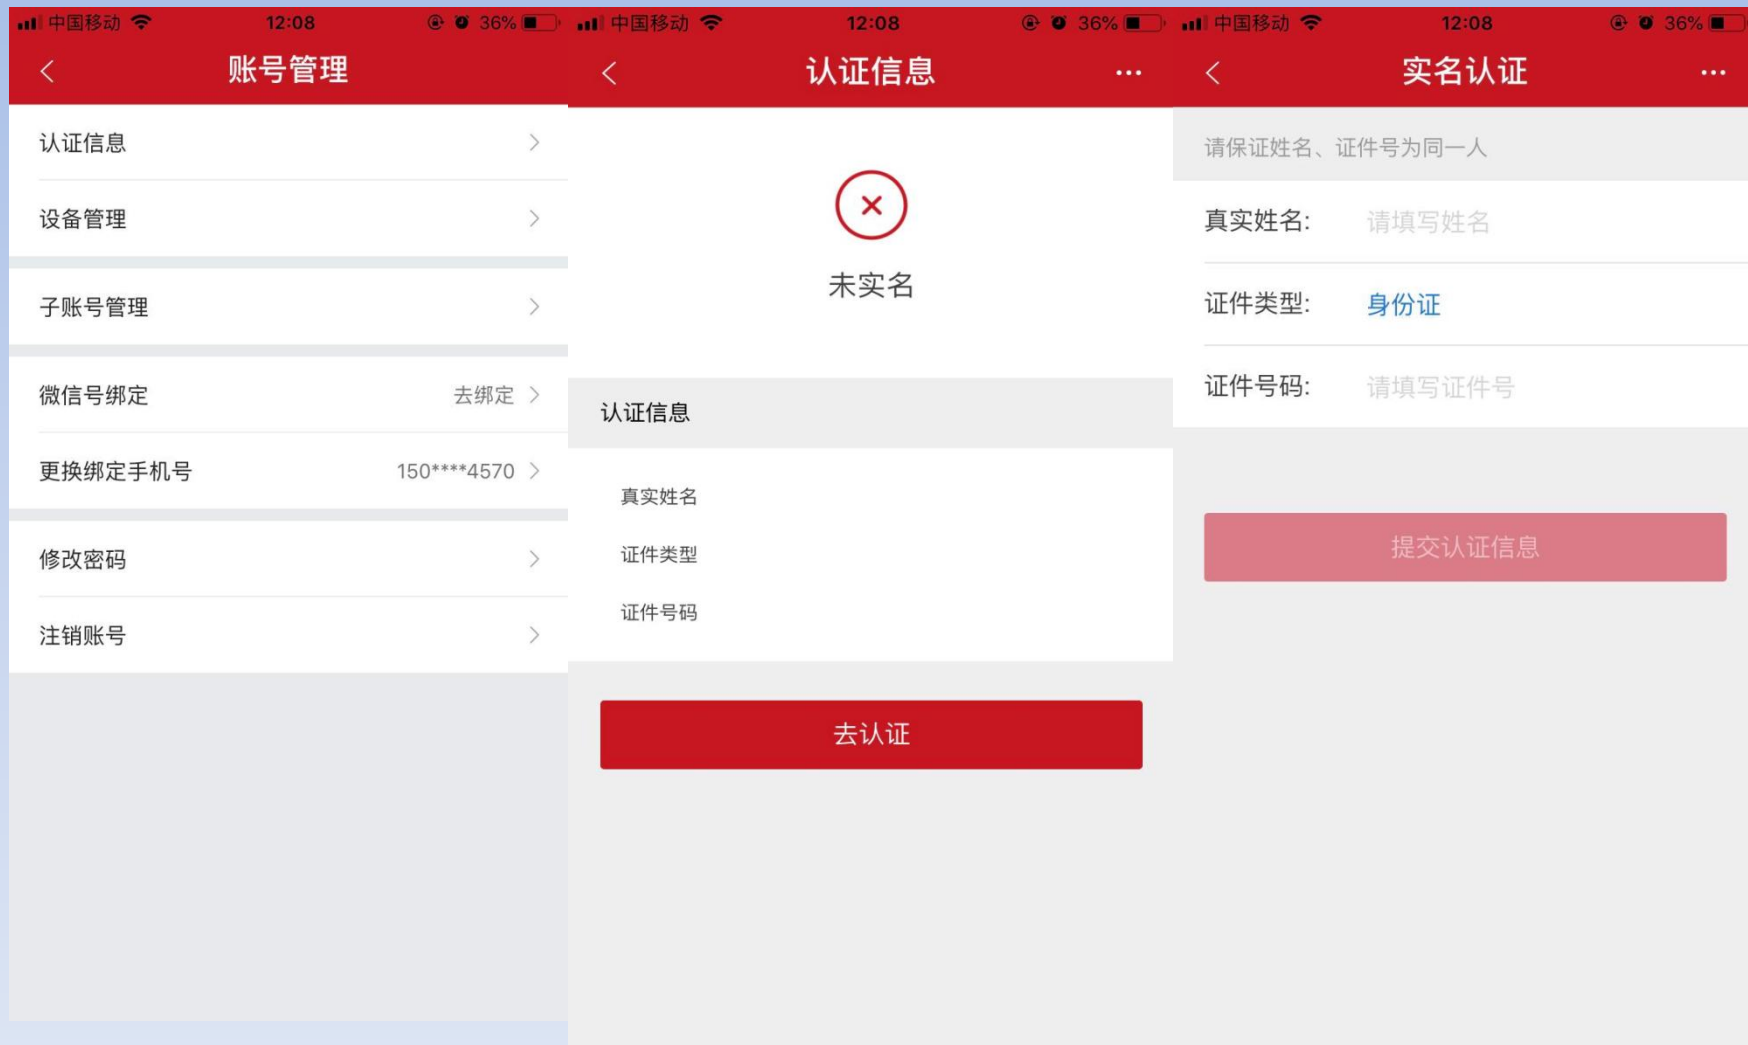 中国移动 12:08 36%
账号管理
认证信息
设备管理
子账号管理
微信号绑定 去绑定
更换绑定手机号 150****4570
修改密码
注销账号
中国移动 12:08 36%
认证信息
未实名
认证信息
真实姓名
证件类型
证件号码
去认证
中国移动 12:08 36%
实名认证
请保证姓名、证件号为同一人
真实姓名: 请填写姓名
证件类型: 身份证
证件号码: 请填写证件号
提交认证信息